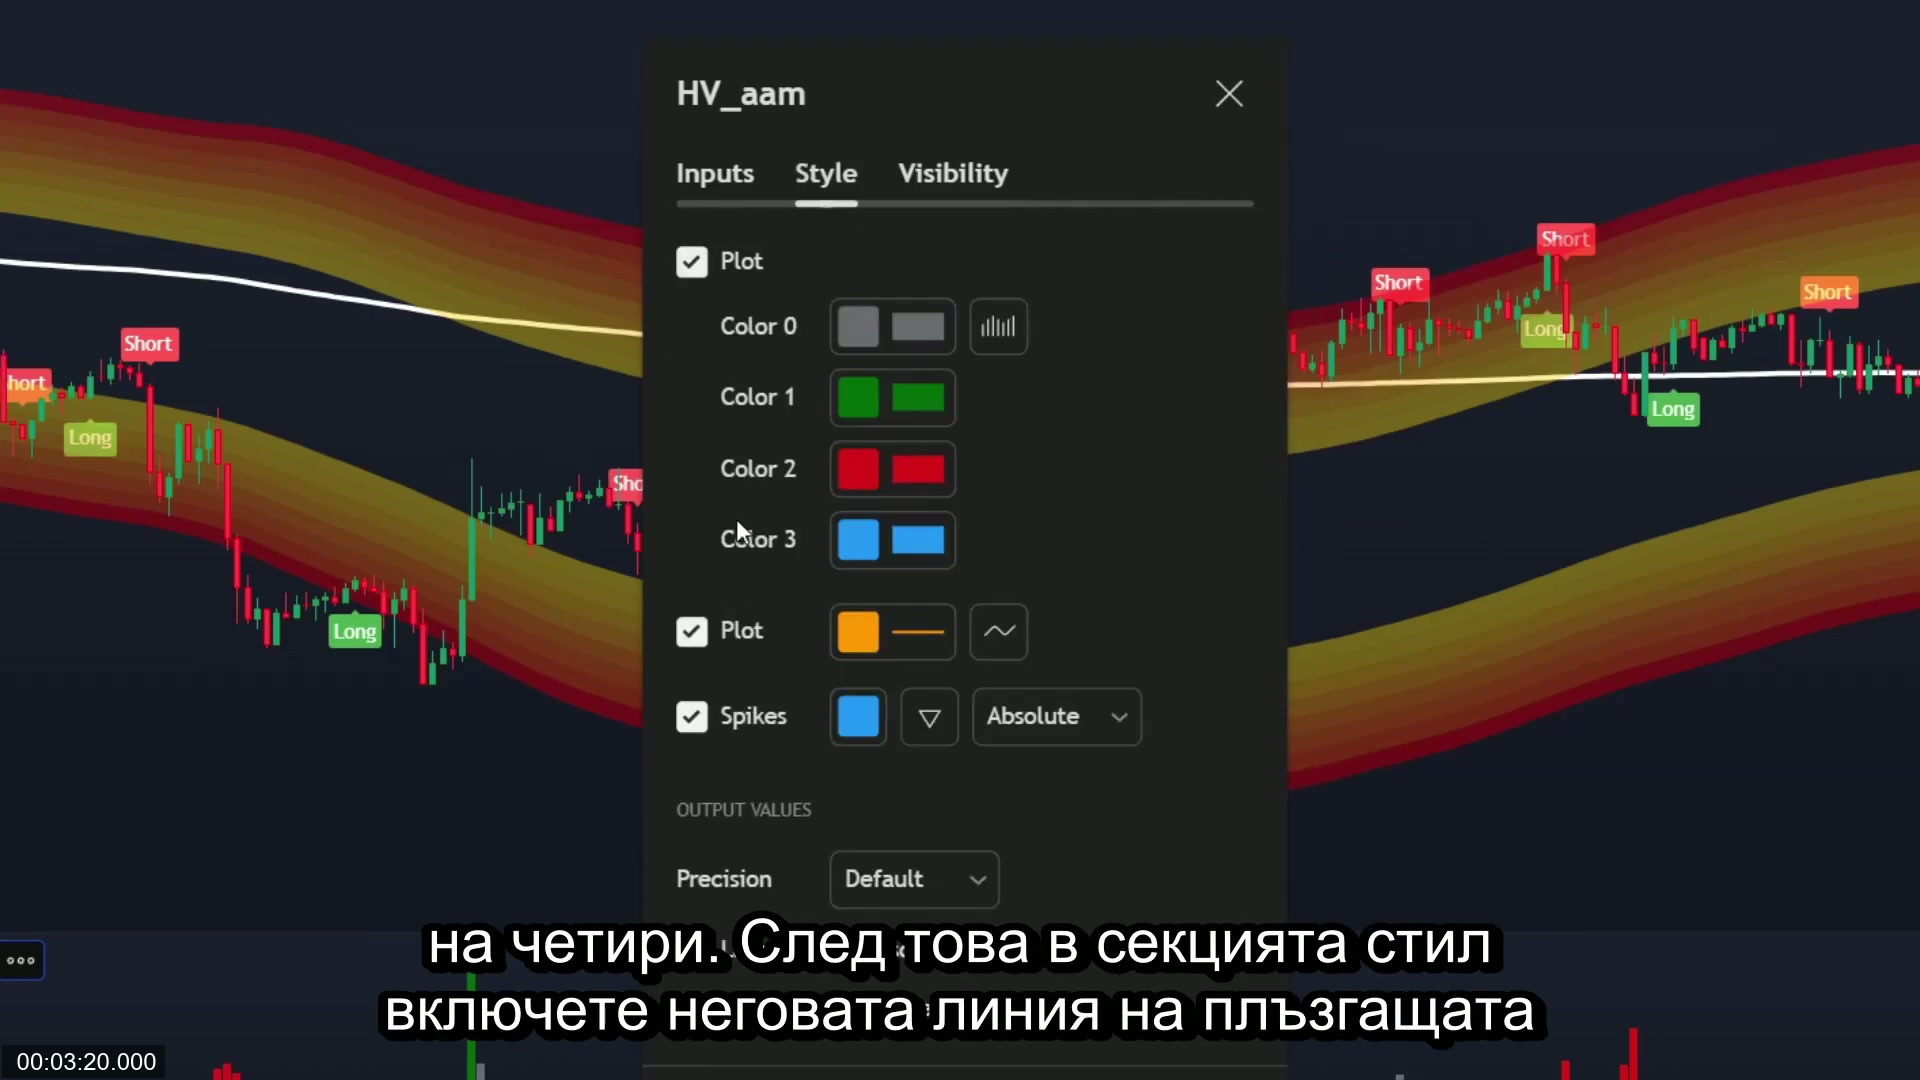 HV_aam
Inputs Style Visibility
Plot
Color 0
Color 1
Color 2
Color 3
Plot
Spikes Absolute
OUTPUT VALUES
Precision Default
Short
hort
Long
Long
Sho
Short
Short
Long
Short
Long
на четири. След това в секцията стил
включете неговата линия на плъзгащата
00:03:20.000